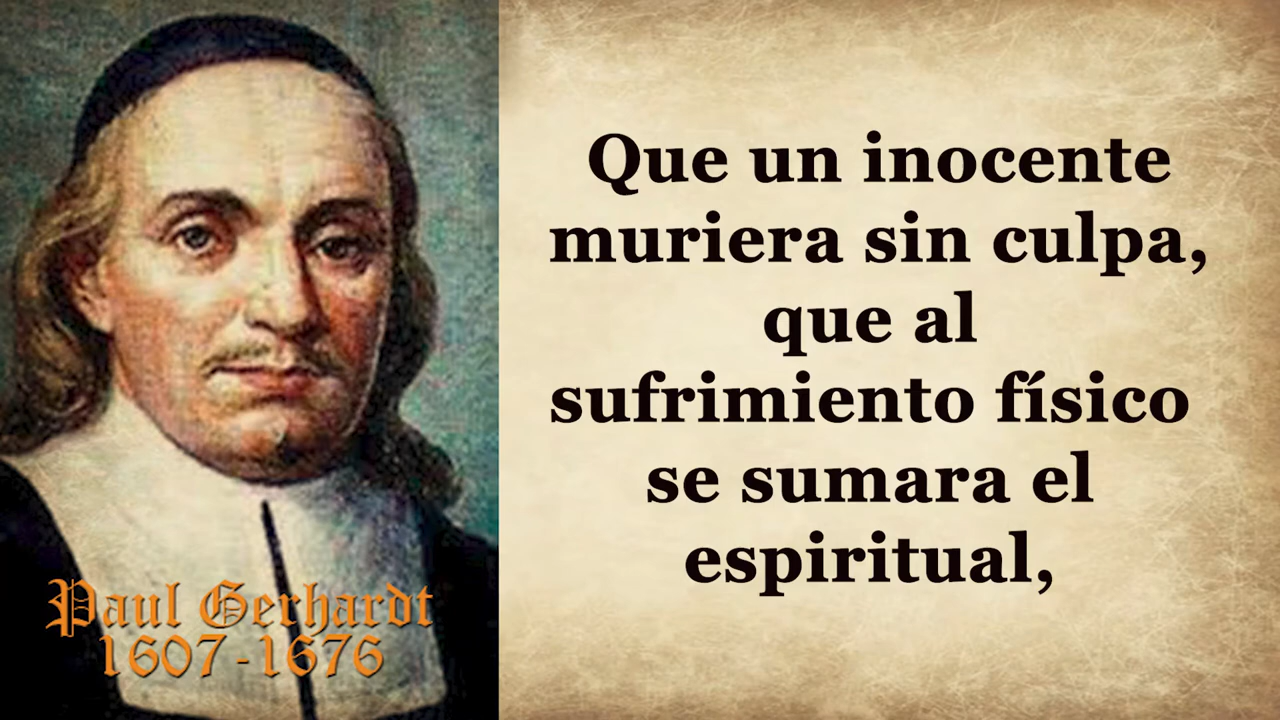 Paul Gerhardt
1607-1676
Que un inocente
muriera sin culpa,
que al
sufrimiento físico
se sumara el
espiritual,